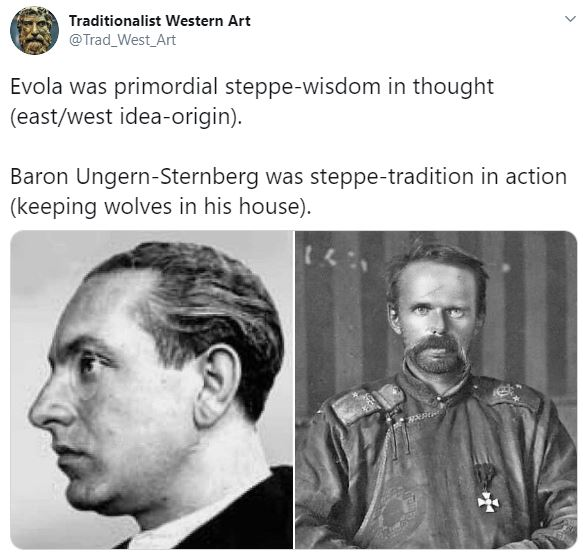 Traditionalist Western Art
@Trad_West_Art
Evola was primordial steppe-wisdom in thought
(east/west idea-origin).
Baron Ungern-Sternberg was steppe-tradition in action
(keeping wolves in his house).